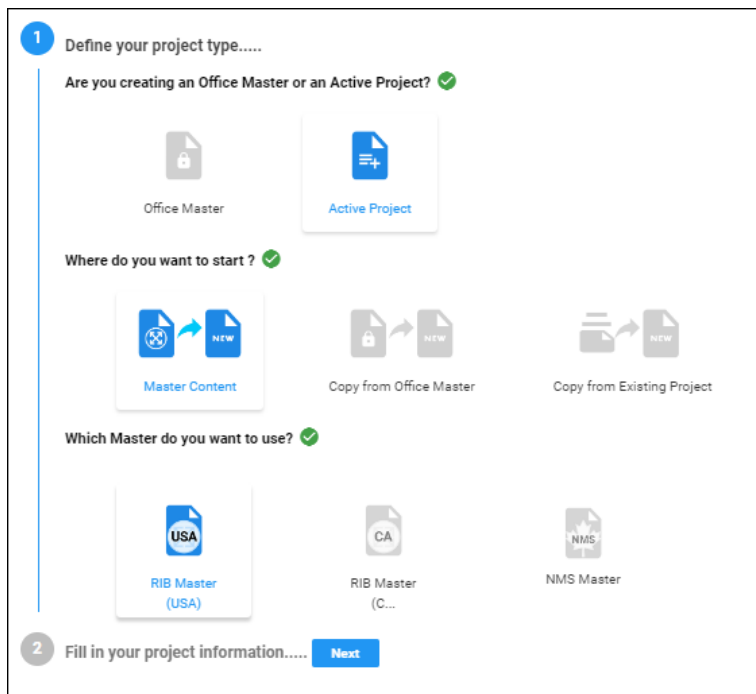 1
Define your project type.....
Are you creating an Office Master or an Active Project?
Office Master
Active Project
Where do you want to start ?
NEW
NEW
NEW
Master Content
Copy from Office Master
Copy from Existing Project
Which Master do you want to use?
USA
CA
NMS
RIB Master
(USA)
RIB Master
(C...
NMS Master
2
Fill in your project information.....
Next